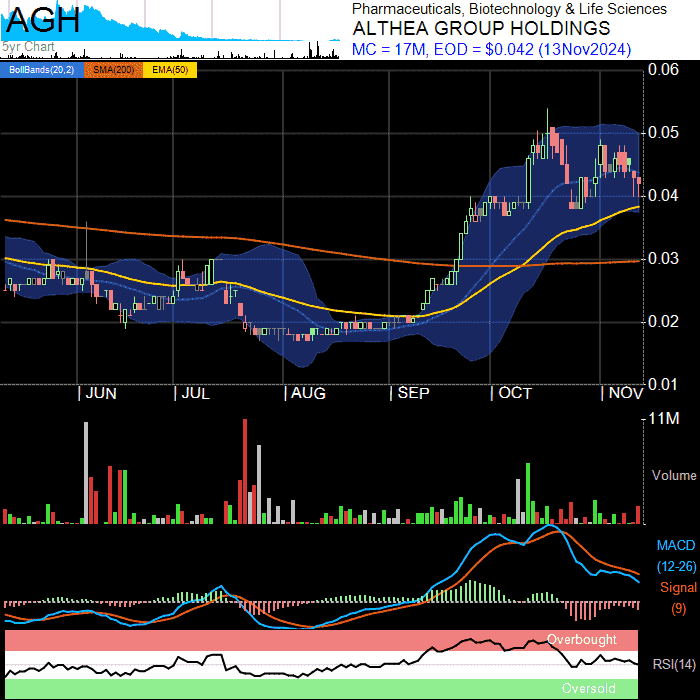 AGH
5yr Chart
Pharmaceuticals, Biotechnology & Life Sciences
ALTHEA GROUP HOLDINGS
MC = 17M, EOD = $0.042 (13Nov2024)
BollBands(20,2) SMA(200) EMA(50)
0.06
0.05
0.04
0.03
0.02
0.01
| JUN | JUL | AUG | SEP | OCT | NOV
11M
Volume
MACD
(12-26)
Signal
(9)
Overbought
RSI(14)
Oversold